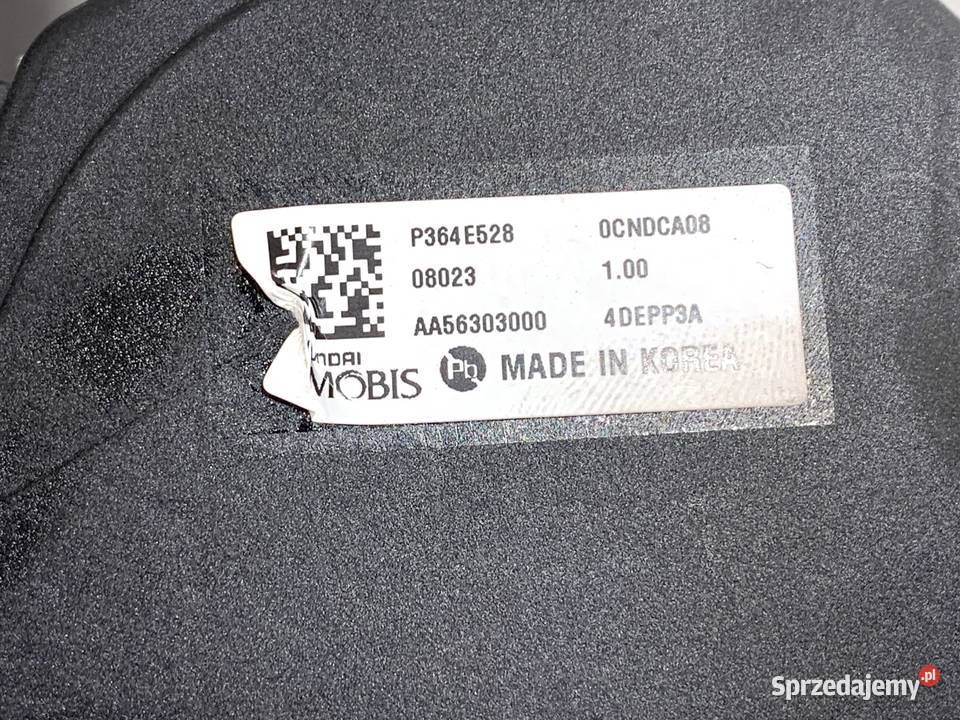 P364E528 0CNDCA08
08023 1.00
AA56303000 4DEPP3A
MOBIS Pb MADE IN KOREA
Sprzedajemy.pl